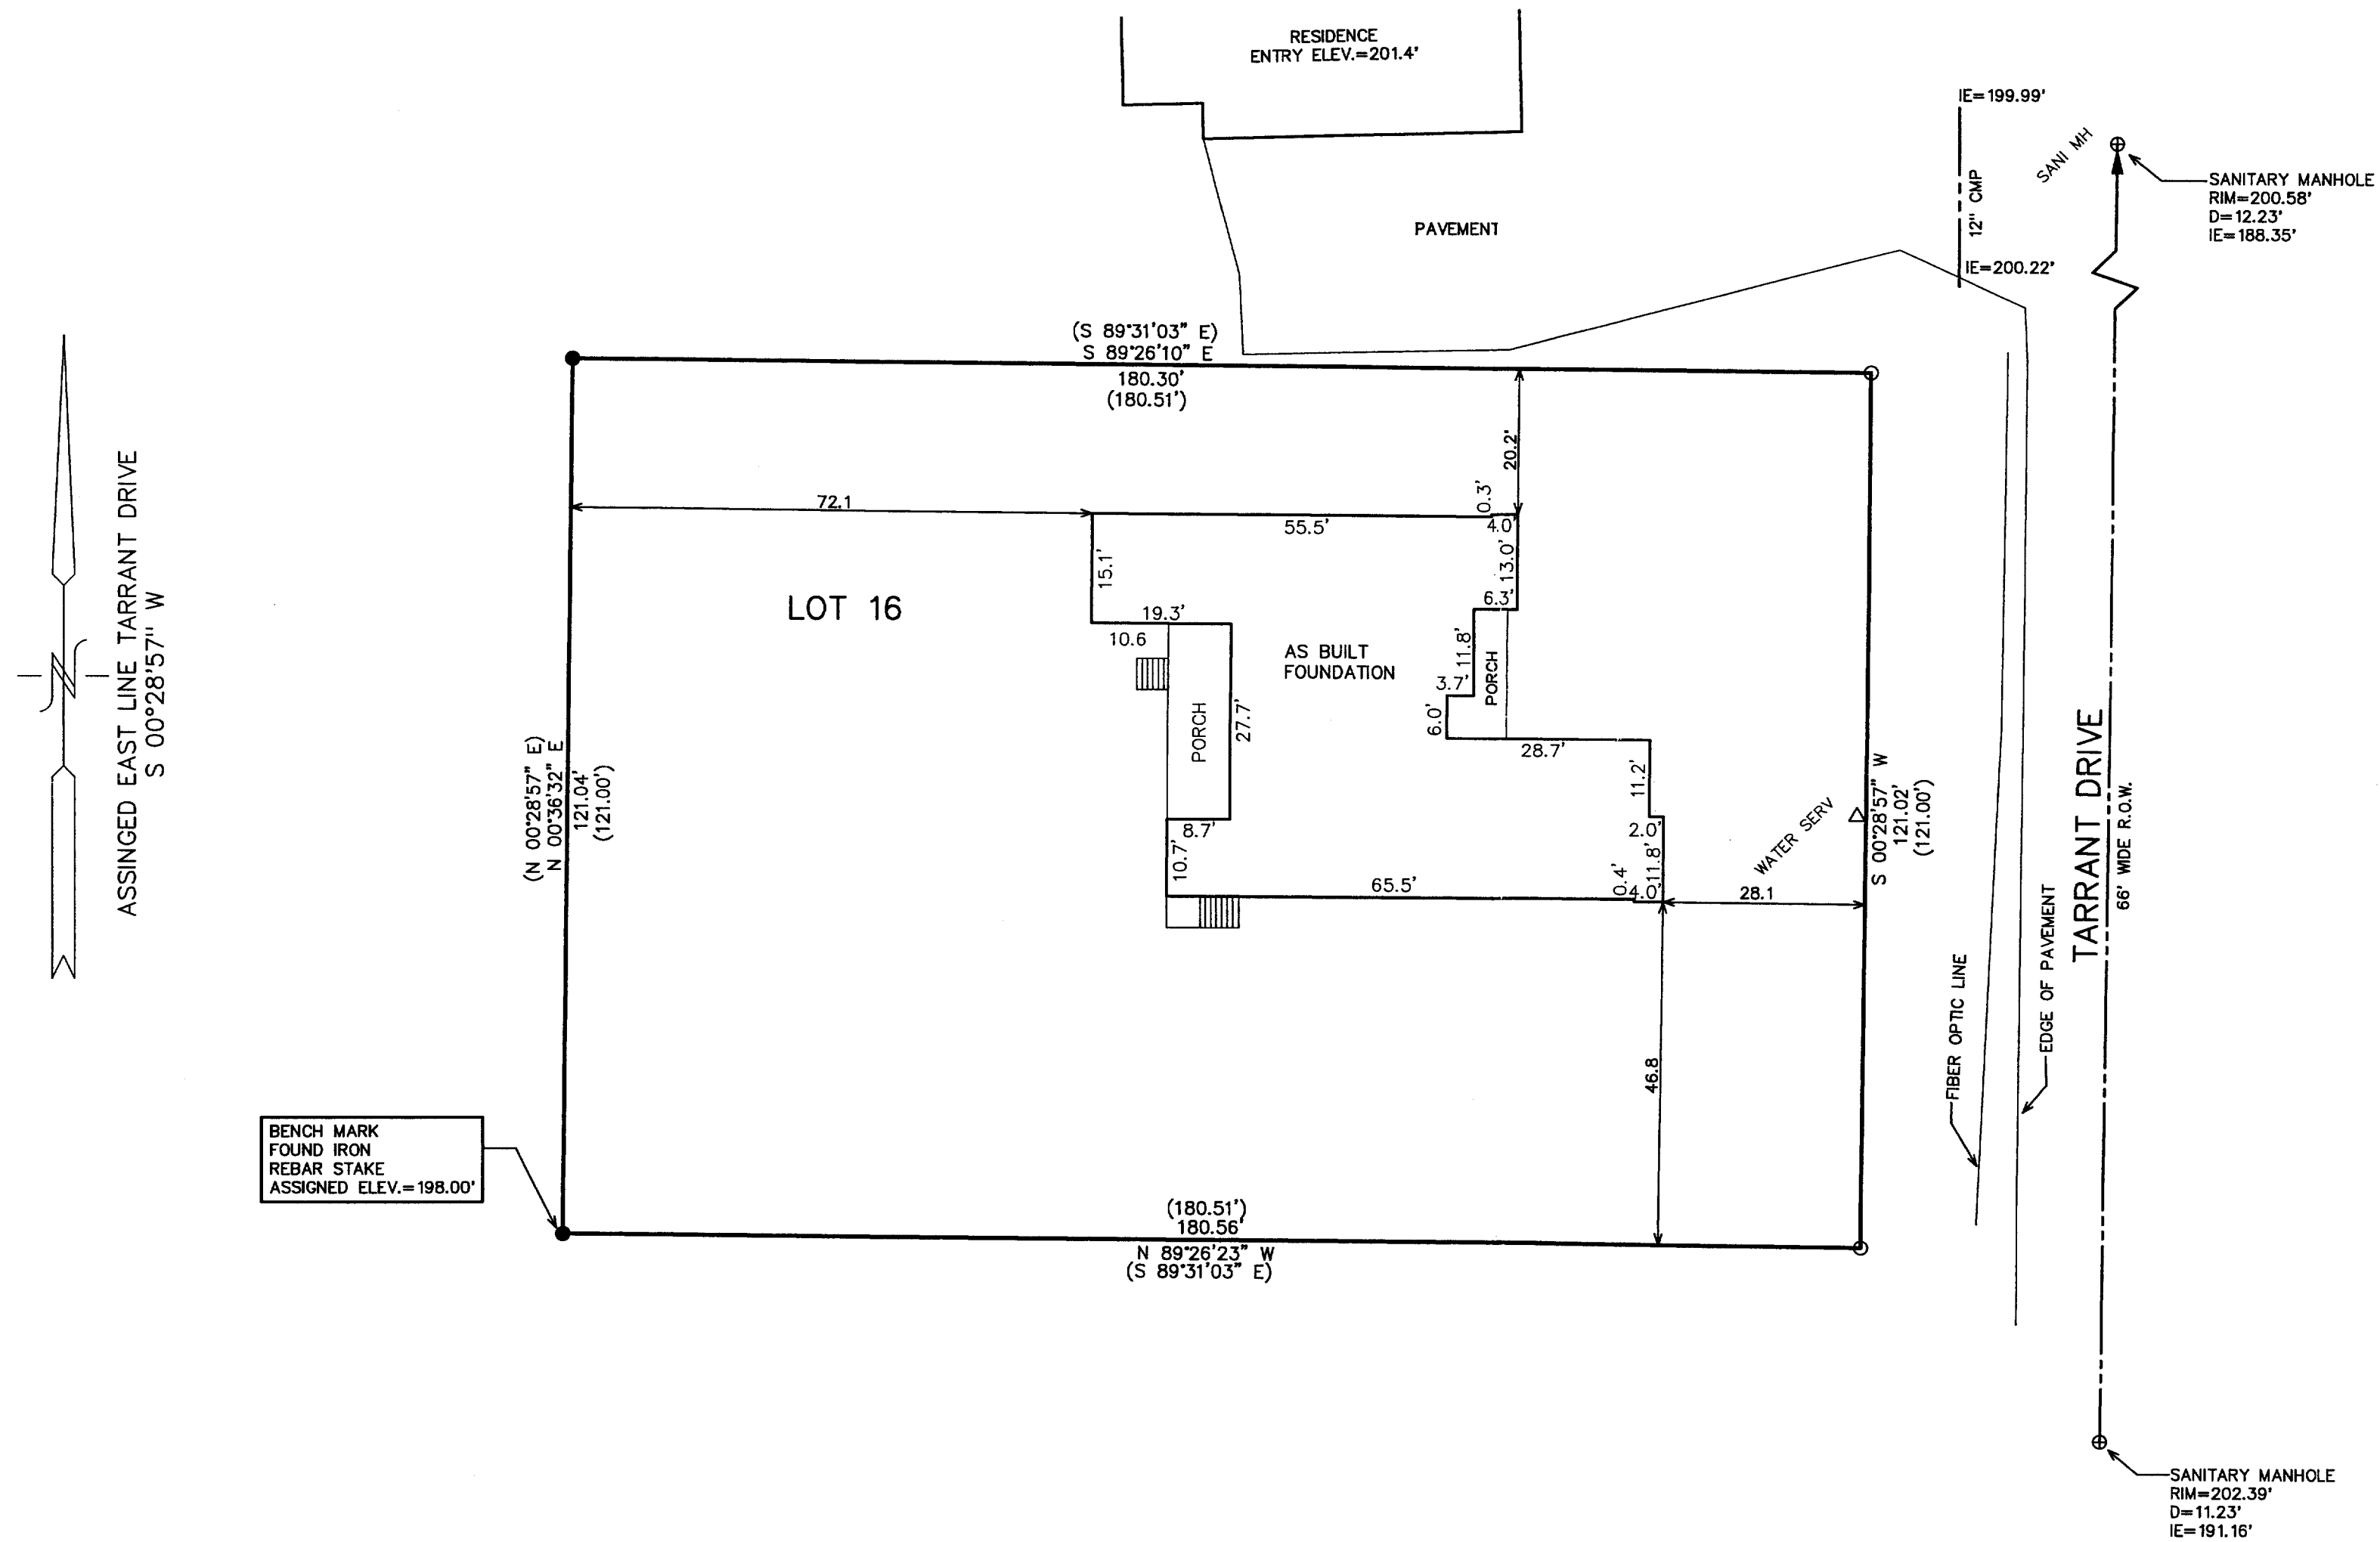 RESIDENCE
ENTRY ELEV.=201.4'
IE=199.99'
SANI MH
12" CMP
SANITARY MANHOLE
RIM=200.58'
D=12.23'
IE=188.35'
PAVEMENT
IE=200.22'
(S 89°31'03" E)
S 89°26'10" E
180.30'
(180.51')
20.2'
72.1
0.3'
55.5'
4.0'
15.1'
13.0'
LOT 16
19.3'
6.3'
10.6
AS BUILT
FOUNDATION
11.8'
PORCH
3.7'
PORCH
27.7'
6.0'
28.7'
11.2'
ASSINGED EAST LINE TARRANT DRIVE
S 00°28'57" W
N
(N 00°28'57" E)
N 00°36'32" E
121.04'
(121.00')
8.7'
2.0'
WATER SERV
S 00°28'57" W
121.02'
(121.00')
TARRANT DRIVE
66' WIDE R.O.W.
10.7'
65.5'
0.4'
11.8'
4.0'
28.1
FIBER OPTIC LINE
EDGE OF PAVEMENT
46.8
BENCH MARK
FOUND IRON
REBAR STAKE
ASSIGNED ELEV.=198.00'
(180.51')
180.56'
N 89°26'23" W
(S 89°31'03" E)
SANITARY MANHOLE
RIM=202.39'
D=11.23'
IE=191.16'